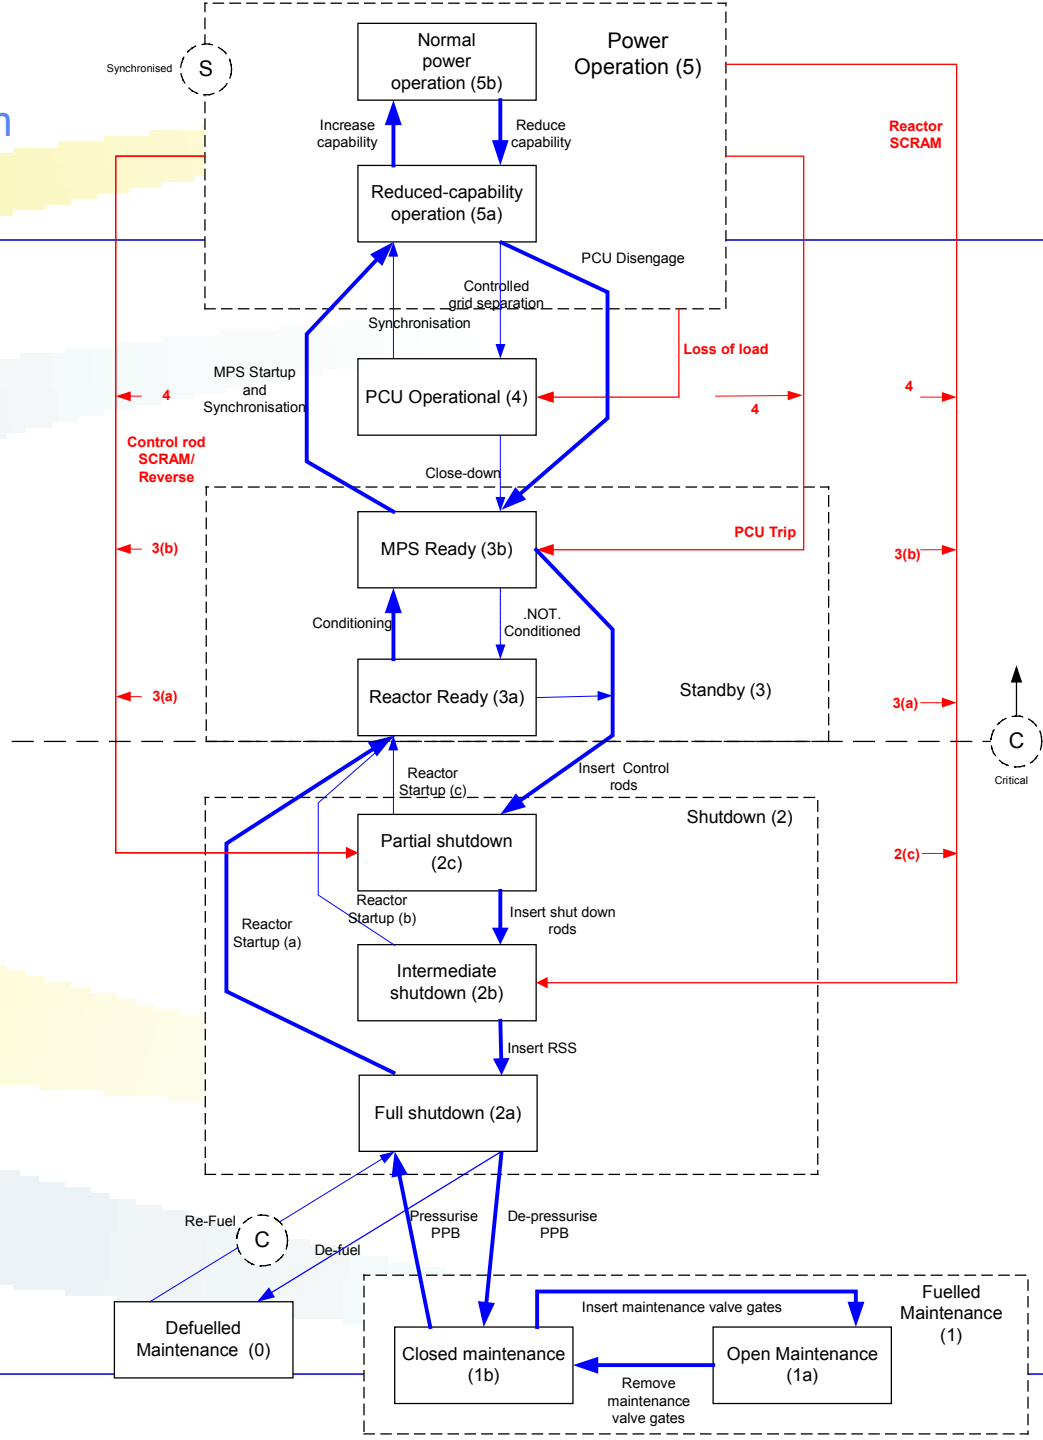 Normal
power
operation (5b)
Power
Operation (5)
Synchronised
S
n
Increase
capability
Reduce
capability
Reactor
SCRAM
Reduced-capability
operation (5a)
PCU Disengage
Controlled
grid separation
Synchronisation
Loss of load
MPS Startup
and
Synchronisation
PCU Operational (4)
4
4
4
Control rod
SCRAM/
Reverse
Close-down
PCU Trip
MPS Ready (3b)
3(b)
3(b)
Conditioning
.NOT.
Conditioned
Reactor Ready (3a)
Standby (3)
3(a)
3(a)
C
Critical
Reactor
Startup (c)
Insert Control
rods
Shutdown (2)
Partial shutdown
(2c)
2(c)
Reactor
Startup (b)
Reactor
Startup (a)
Insert shut down
rods
Intermediate
shutdown (2b)
Insert RSS
Full shutdown (2a)
Re-Fuel
C
Pressurise
PPB
De-pressurise
PPB
De-fuel
Defuelled
Maintenance (0)
Insert maintenance valve gates
Fuelled
Maintenance
(1)
Closed maintenance
(1b)
Open Maintenance
(1a)
Remove
maintenance
valve gates